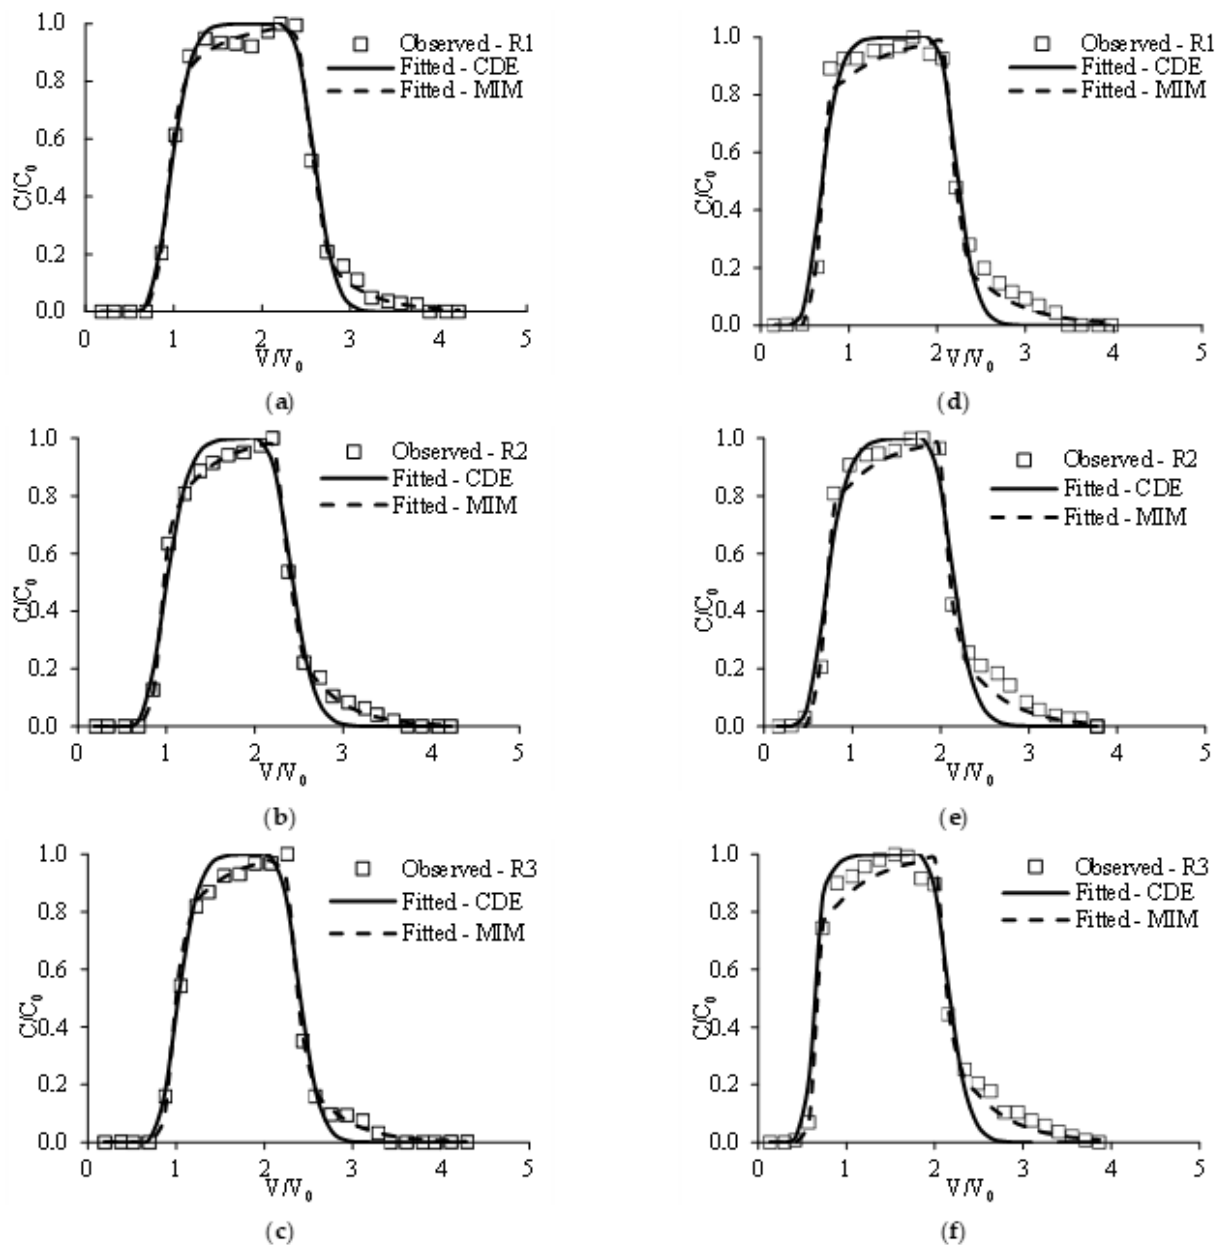 1.0
0.8
0.6
0.4
0.2
0.0
C/C0
0 1 2 3 4 5
V/V0
Observed - R1
Fitted - CDE
Fitted - MIM
(a)
1.0
0.8
0.6
0.4
0.2
0.0
C/C0
0 1 2 3 4 5
V/V0
Observed - R1
Fitted - CDE
Fitted - MIM
(d)
1.0
0.8
0.6
0.4
0.2
0.0
C/C0
0 1 2 3 4 5
V/V0
Observed - R2
Fitted - CDE
Fitted - MIM
(b)
1.0
0.8
0.6
0.4
0.2
0.0
C/C0
0 1 2 3 4 5
V/V0
Observed - R2
Fitted - CDE
Fitted - MIM
(e)
1.0
0.8
0.6
0.4
0.2
0.0
C/C0
0 1 2 3 4 5
V/V0
Observed - R3
Fitted - CDE
Fitted - MIM
(c)
1.0
0.8
0.6
0.4
0.2
0.0
C/C0
0 1 2 3 4 5
V/V0
Observed - R3
Fitted - CDE
Fitted - MIM
(f)